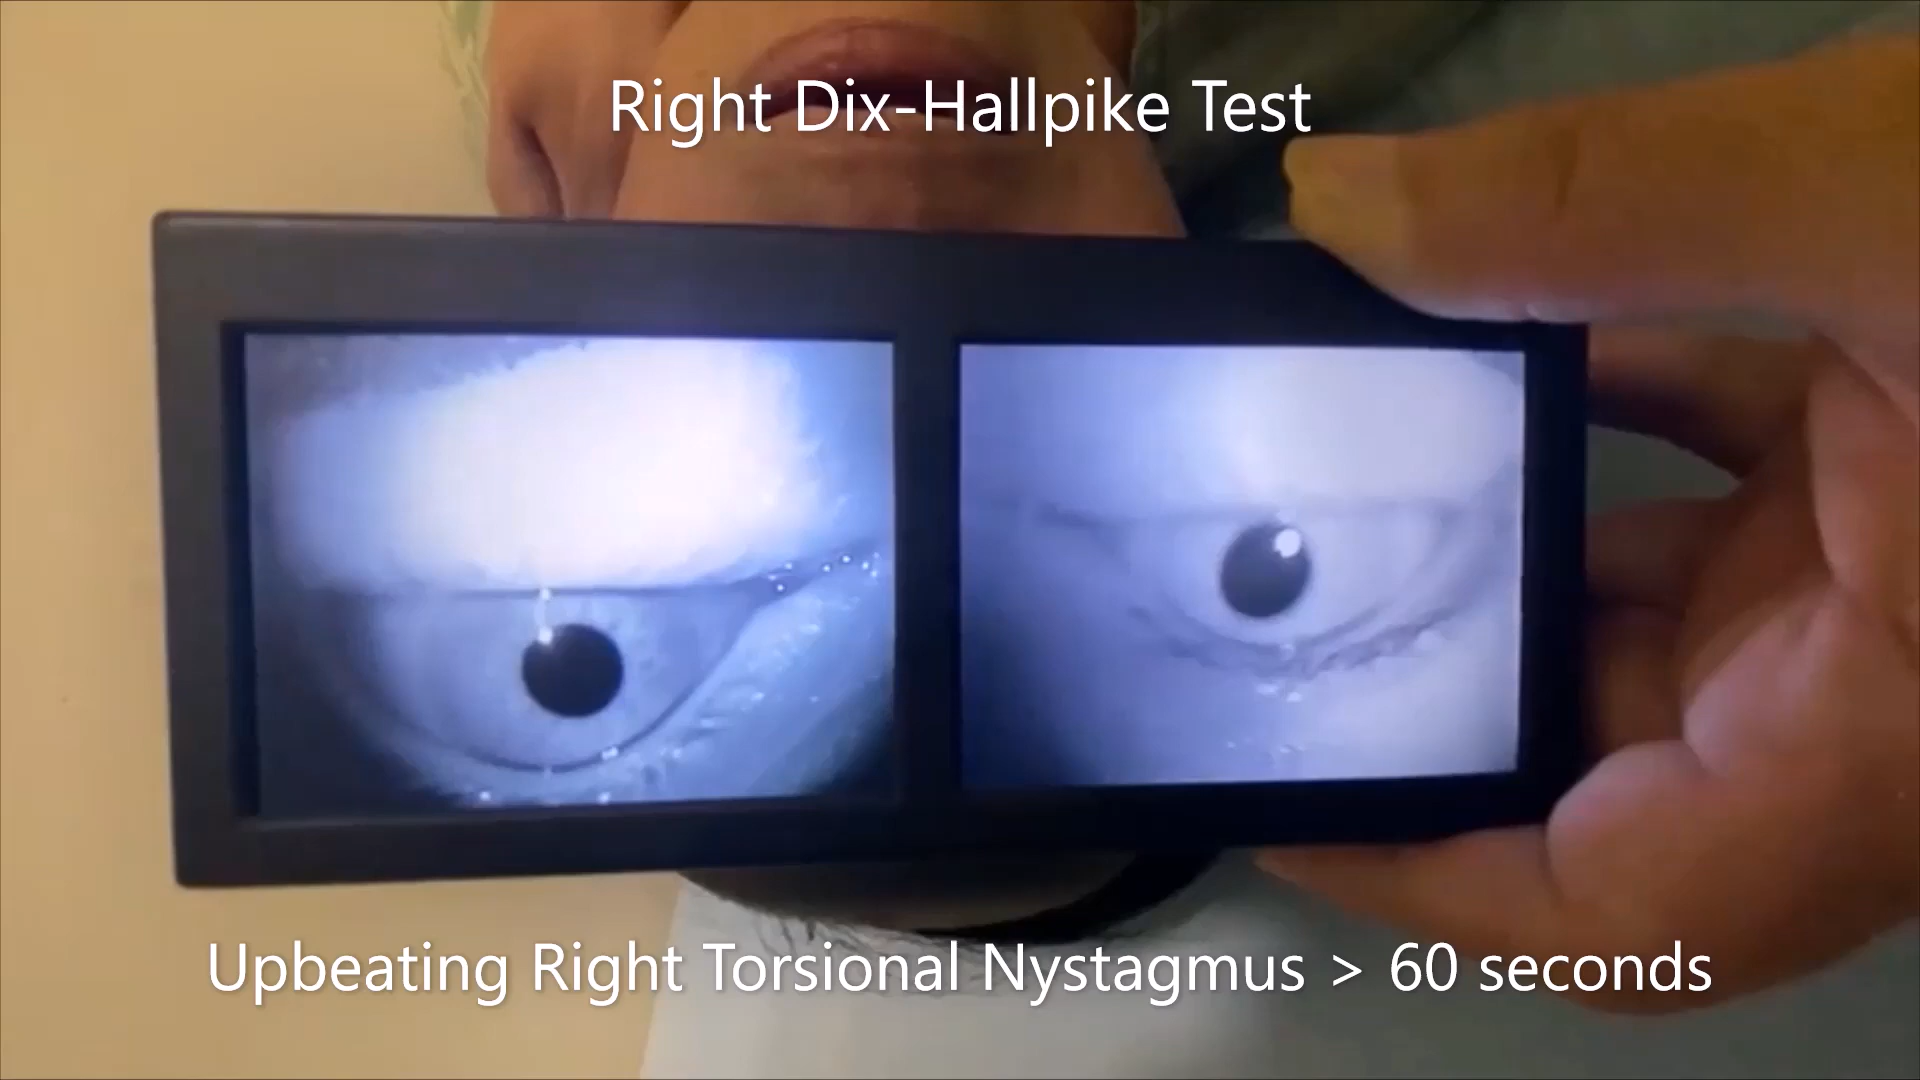 Right Dix-Hallpike Test
Upbeating Right Torsional Nystagmus > 60 seconds